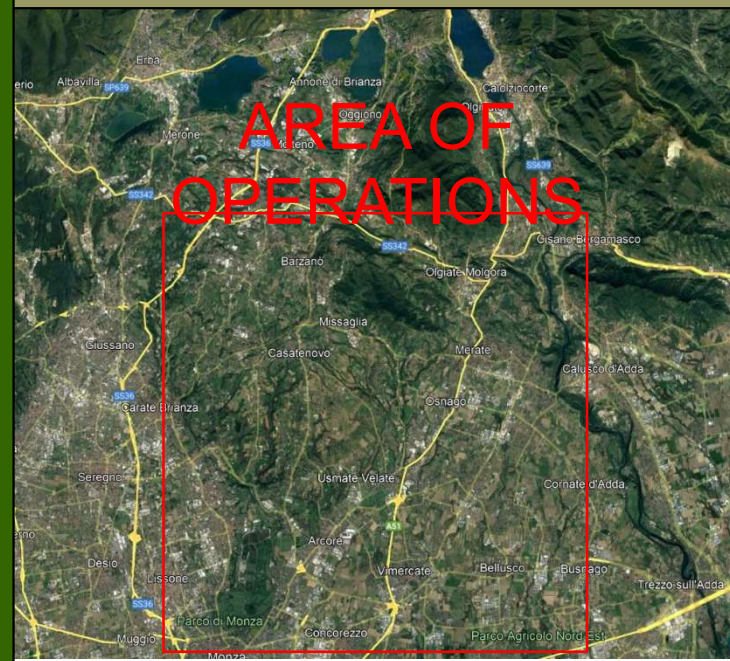 Erba
erio
Albavilla
SP639
Annone di Brianza
Calolziocorte
AREA OF
Oggiono
Merone
SS36
Molteno
SS639
SS342
OPERATIONS
Cisano Bergamasco
SS342
Barzanò
Olgiate Molgora
Missaglia
Giussano
Casatenovo
Merate
Calusco d'Adda
SS36
Carate Brianza
Osnago
Seregno
Usmate Velate
Cornate d'Adda
A51
erno
Arcore
Desio
Lissone
Vimercate
Bellusco
Busnago
Trezzo sull'Adda
SS36
Parco di Monza
Muggiò
Concorezzo
Parco Agricolo Nord Est
Monza